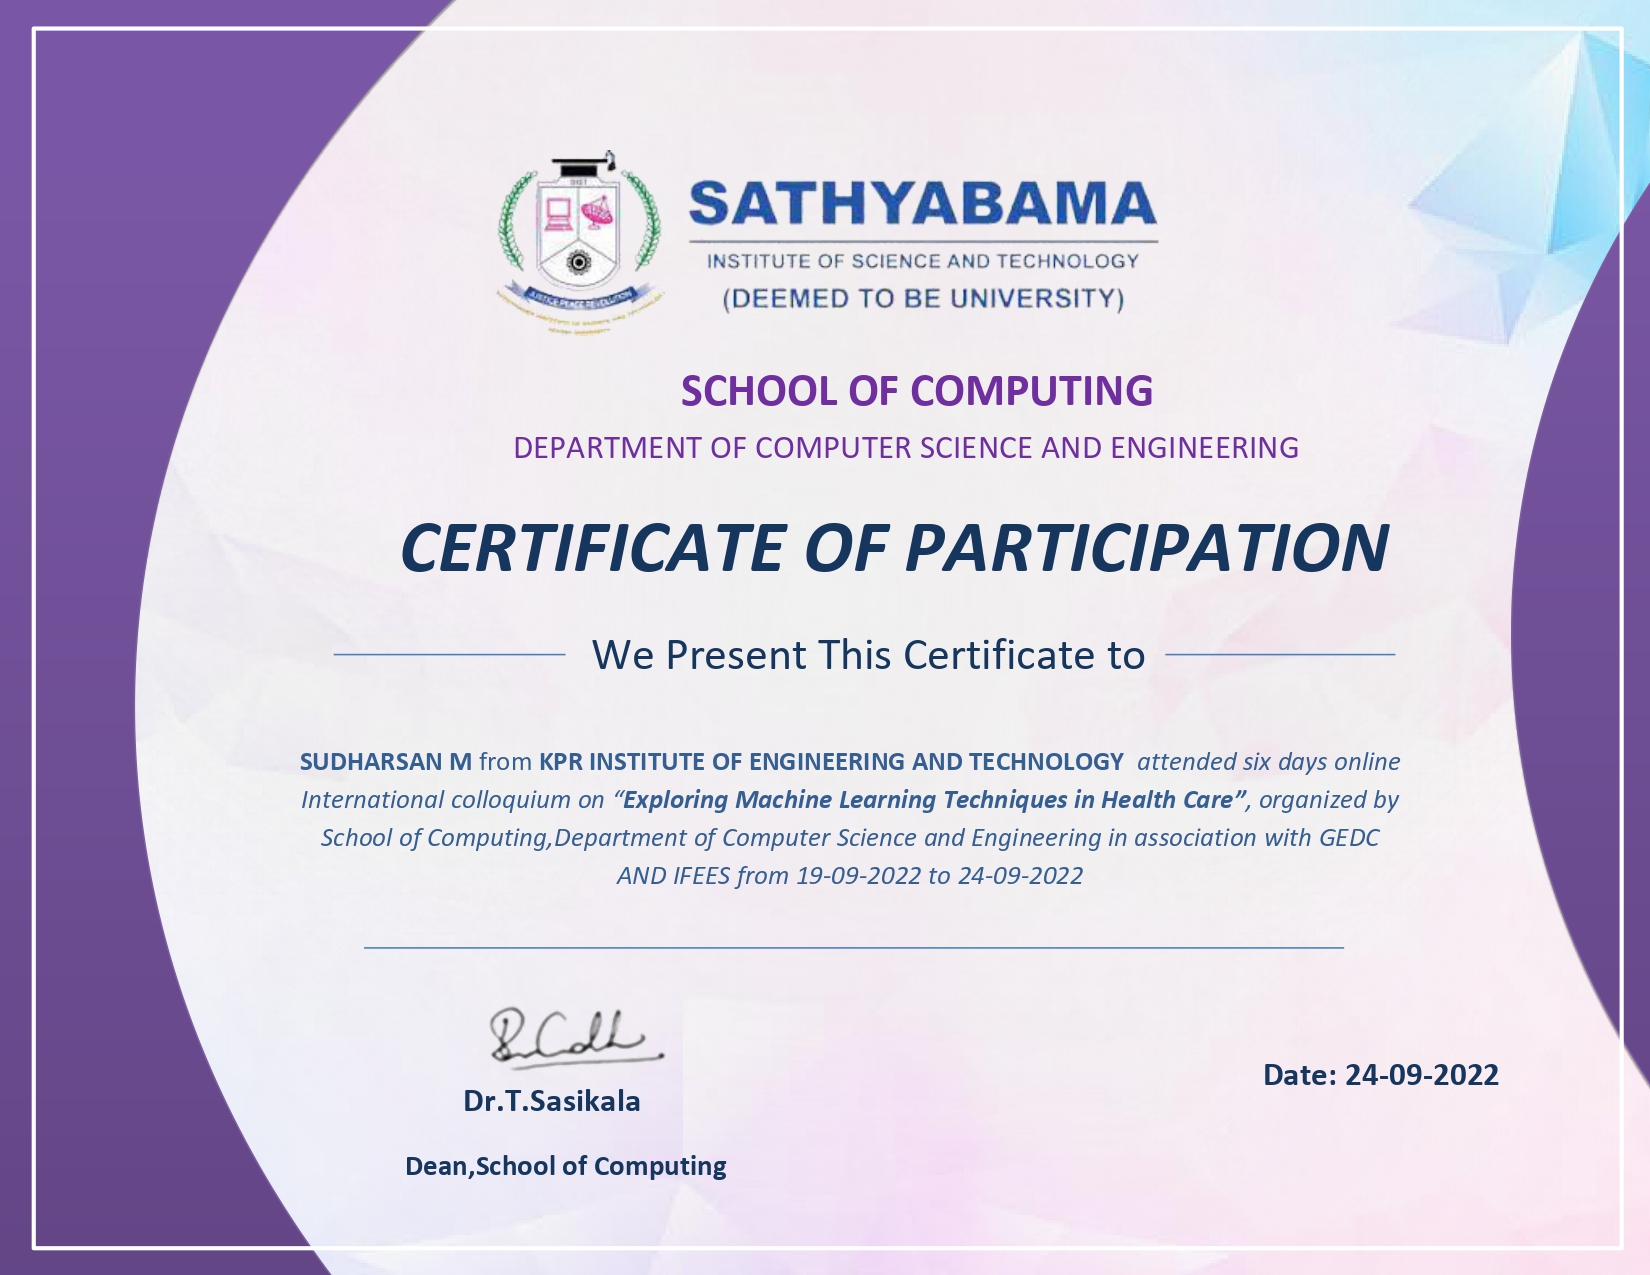 SIST
JUSTICE PEACE REVOLUTION
SATHYABAMA
INSTITUTE OF SCIENCE AND TECHNOLOGY
(DEEMED TO BE UNIVERSITY)
SCHOOL OF COMPUTING
DEPARTMENT OF COMPUTER SCIENCE AND ENGINEERING
CERTIFICATE OF PARTICIPATION
We Present This Certificate to
SUDHARSAN M from KPR INSTITUTE OF ENGINEERING AND TECHNOLOGY attended six days online
International colloquium on “Exploring Machine Learning Techniques in Health Care”, organized by
School of Computing,Department of Computer Science and Engineering in association with GEDC
AND IFEES from 19-09-2022 to 24-09-2022
Dr.T.Sasikala
Date: 24-09-2022
Dean,School of Computing